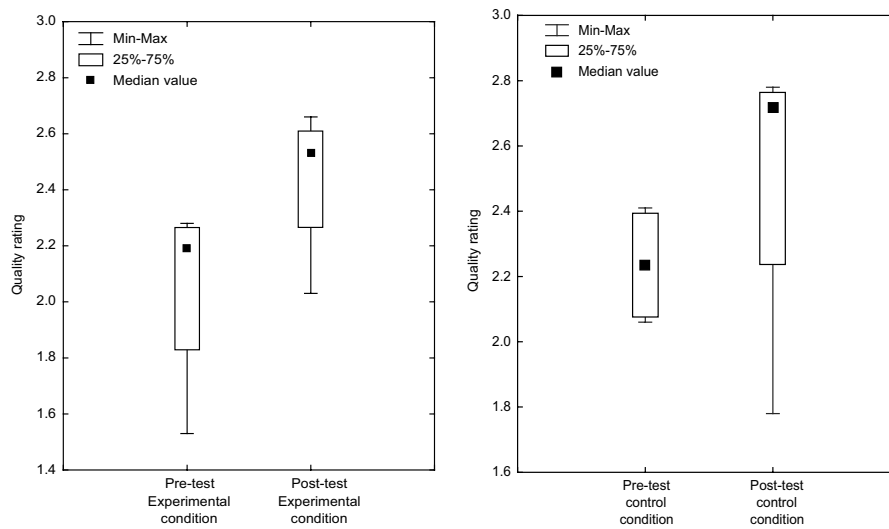 Min-Max
25%-75%
Median value
3.0
2.8
2.6
2.4
2.2
2.0
1.8
1.6
1.4
Quality rating
Pre-test
Experimental
condition
Post-test
Experimental
condition
Min-Max
25%-75%
Median value
3.0
2.8
2.6
2.4
2.2
2.0
1.8
1.6
Quality rating
Pre-test
control
condition
Post-test
control
condition